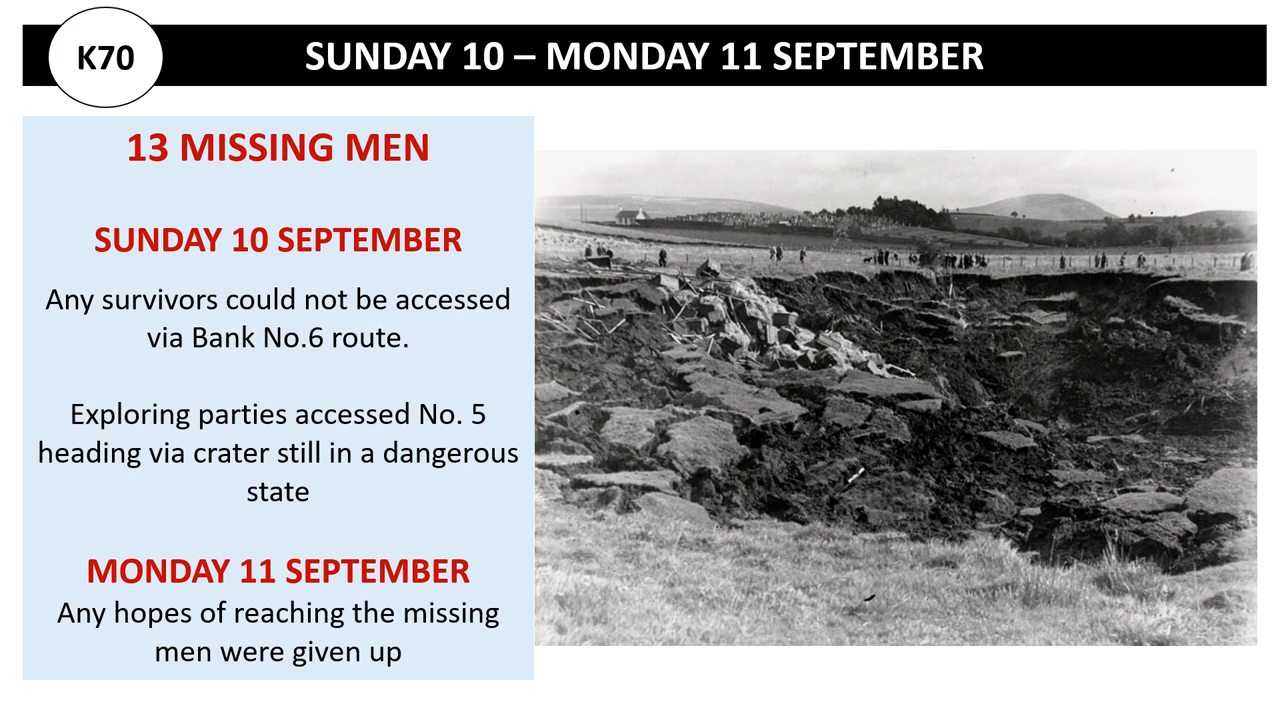 K70
SUNDAY 10 – MONDAY 11 SEPTEMBER
13 MISSING MEN
SUNDAY 10 SEPTEMBER
Any survivors could not be accessed
via Bank No.6 route.
Exploring parties accessed No. 5
heading via crater still in a dangerous
state
MONDAY 11 SEPTEMBER
Any hopes of reaching the missing
men were given up